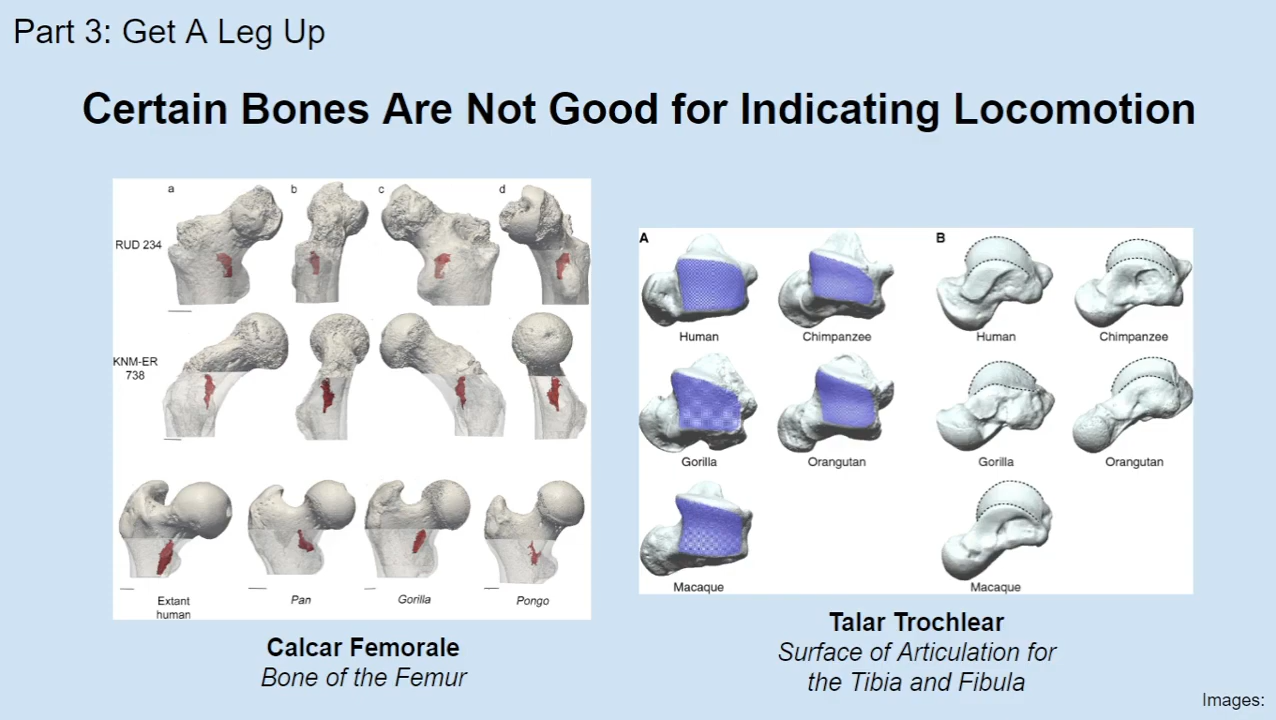 Part 3: Get A Leg Up
Certain Bones Are Not Good for Indicating Locomotion
a b c d
RUD 234
KNM-ER
738
Extant
human
Pan
Gorilla
Pongo
Calcar Femorale
Bone of the Femur
A B
Human Chimpanzee Human Chimpanzee
Gorilla Orangutan Gorilla Orangutan
Macaque Macaque
Talar Trochlear
Surface of Articulation for
the Tibia and Fibula
Images: